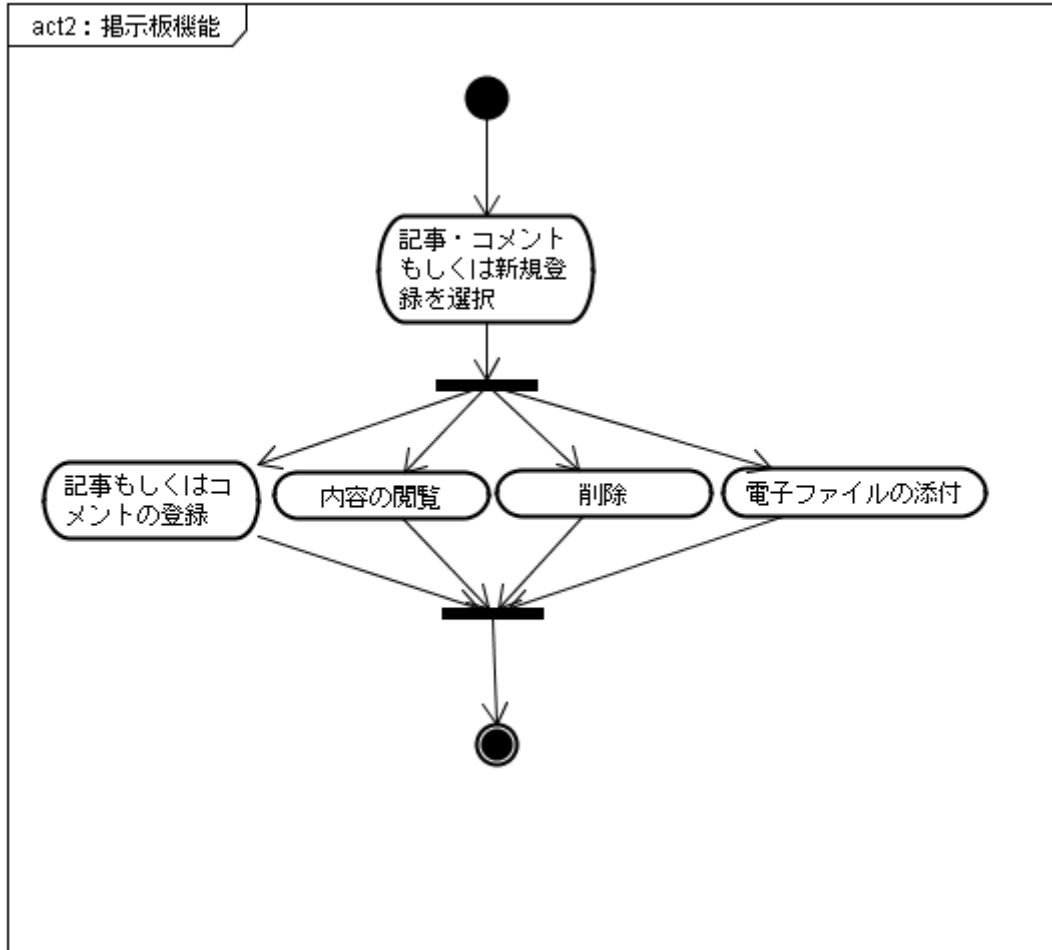 act2：掲示板機能
記事・コメント
もしくは新規登
録を選択
記事もしくはコ
メントの登録
内容の閲覧
削除
電子ファイルの添付